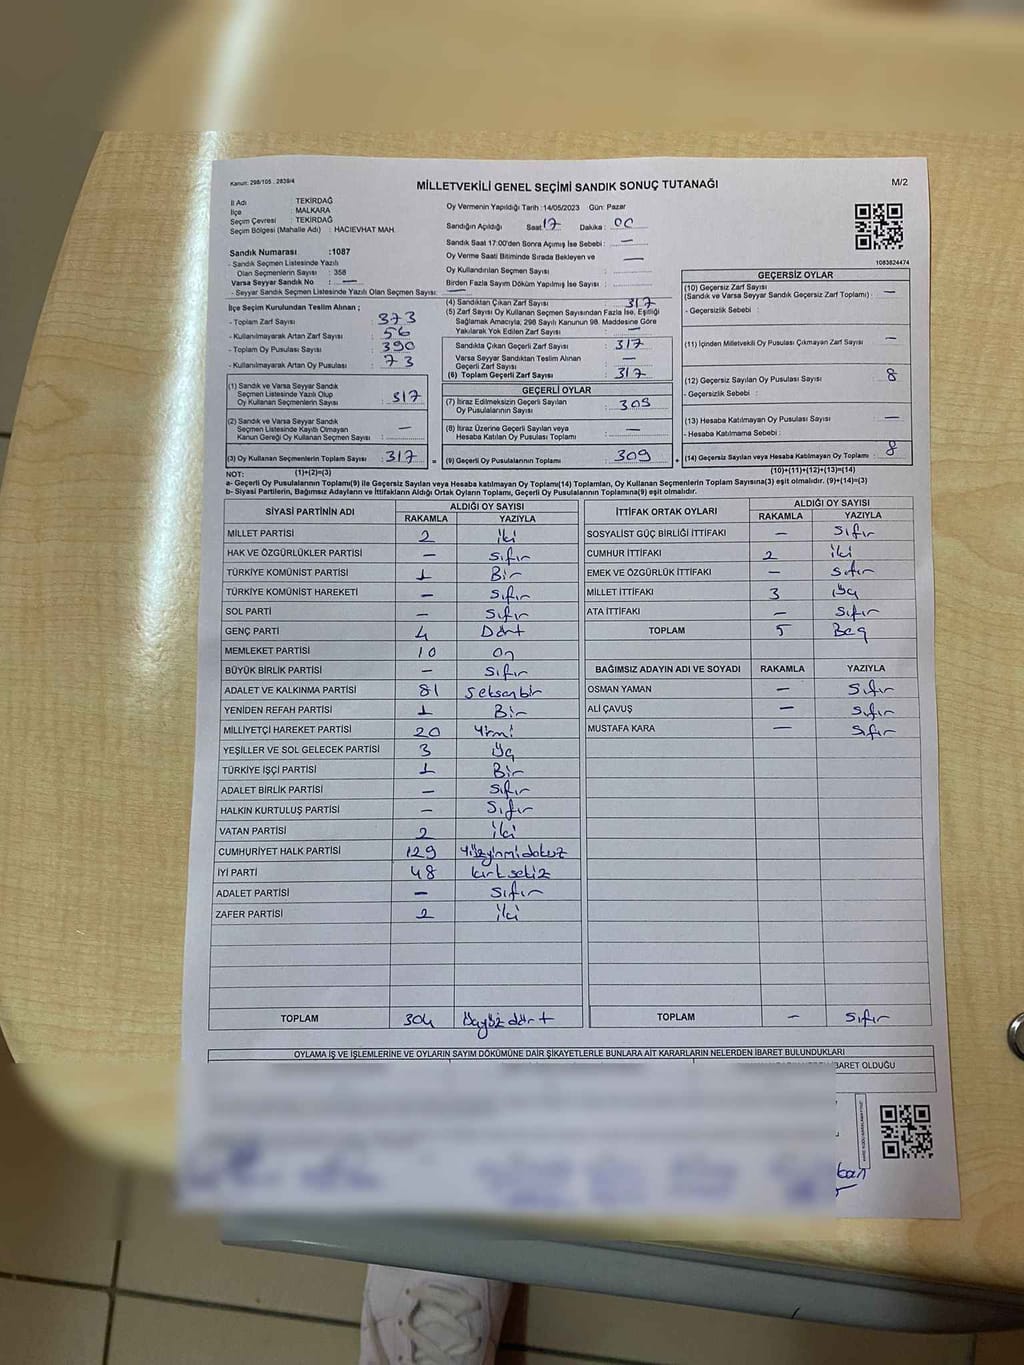 Kanun: 298/105 , 2839/4
MİLLETVEKİLİ GENEL SEÇİMİ SANDIK SONUÇ TUTANAĞI
M/2
İl Adı TEKİRDAĞ
İlçe MALKARA
Seçim Çevresi : TEKİRDAĞ
Seçim Bölgesi (Mahalle Adı) : HACIEVHAT MAH.
Oy Vermenin Yapıldığı Tarih :14/05/2023 Gün: Pazar
Sandığın Açıldığı Saat 17 Dakika : 00
Sandık Saat 17:00'den Sonra Açımış İse Sebebi : —
Oy Verme Saati Bitiminde Sırada Bekleyen ve
Oy Kullandırılan Seçmen Sayısı —
Birden Fazla Sayım Döküm Yapılmış İse Sayısı :
1083824474
Sandık Numarası :1087
- Sandık Seçmen Listesinde Yazılı
Olan Seçmenlerin Sayısı : 358
Varsa Seyyar Sandık No : —
- Seyyar Sandık Seçmen Listesinde Yazılı Olan Seçmen Sayısı: —
İlçe Seçim Kurulundan Teslim Alınan ;
- Toplam Zarf Sayısı : 373
- Kullanılmayarak Artan Zarf Sayısı : 56
- Toplam Oy Pusulası Sayısı : 390
- Kullanılmayarak Artan Oy Pusulası : 73
(1) Sandık ve Varsa Seyyar Sandık
Seçmen Listesinde Yazılı Olup
Oy Kullanan Seçmenlerin Sayısı : 317
(2) Sandık ve Varsa Seyyar Sandık
Seçmen Listesinde Kayıtlı Olmayan
Kanun Gereği Oy Kullanan Seçmen Sayısı : —
(3) Oy Kullanan Seçmenlerin Toplam Sayısı : 317
(4) Sandıktan Çıkan Zarf Sayısı : 317
(5) Zarf Sayısı Oy Kullanan Seçmen Sayısından Fazla İse, Eşitliği
Sağlamak Amacıyla; 298 Sayılı Kanunun 98. Maddesine Göre
Yakılarak Yok Edilen Zarf Sayısı : —
Sandıkta Çıkan Geçerli Zarf Sayısı : 317
Varsa Seyyar Sandıktan Teslim Alınan
Geçerli Zarf Sayısı : —
(6) Toplam Geçerli Zarf Sayısı : 317
GEÇERLİ OYLAR
(7) İtiraz Edilmeksizin Geçerli Sayılan
Oy Pusulalarının Sayısı : 309
(8) İtiraz Üzerine Geçerli Sayılan veya
Hesaba Katılan Oy Pusulası Toplamı : —
= (9) Geçerli Oy Pusulalarının Toplamı : 309
GEÇERSİZ OYLAR
(10) Geçersiz Zarf Sayısı
(Sandık ve Varsa Seyyar Sandık Geçersiz Zarf Toplamı) : —
- Geçersizlik Sebebi :
(11) İçinden Milletvekili Oy Pusulası Çıkmayan Zarf Sayısı : —
(12) Geçersiz Sayılan Oy Pusulası Sayısı : 8
- Geçersizlik Sebebi :
(13) Hesaba Katılmayan Oy Pusulası Sayısı : —
- Hesaba Katılmama Sebebi :
+ (14) Geçersiz Sayılan veya Hesaba Katılmayan Oy Toplamı : 8
NOT: (1)+(2)=(3)
(10)+(11)+(12)+(13)=(14)
a- Geçerli Oy Pusulalarının Toplamı(9) ile Geçersiz Sayılan veya Hesaba katılmayan Oy Toplamı(14) Toplamları, Oy Kullanan Seçmenlerin Toplam Sayısına(3) eşit olmalıdır. (9)+(14)=(3)
b- Siyasi Partilerin, Bağımsız Adayların ve İttifakların Aldığı Ortak Oyların Toplamı, Geçerli Oy Pusulalarının Toplamına(9) eşit olmalıdır.
SİYASİ PARTİNİN ADI ALDIĞI OY SAYISI
RAKAMLA YAZIYLA
MİLLET PARTİSİ 2 iki
HAK VE ÖZGÜRLÜKLER PARTİSİ — sıfır
TÜRKİYE KOMÜNİST PARTİSİ 1 Bir
TÜRKİYE KOMÜNİST HAREKETİ — sıfır
SOL PARTİ — sıfır
GENÇ PARTİ 4 Dört
MEMLEKET PARTİSİ 10 On
BÜYÜK BİRLİK PARTİSİ — sıfır
ADALET VE KALKINMA PARTİSİ 81 Seksenbir
YENİDEN REFAH PARTİSİ 1 Bir
MİLLİYETÇİ HAREKET PARTİSİ 20 Yirmi
YEŞİLLER VE SOL GELECEK PARTİSİ 3 Üç
TÜRKİYE İŞÇİ PARTİSİ 1 Bir
ADALET BİRLİK PARTİSİ — sıfır
HALKIN KURTULUŞ PARTİSİ — Sıfır
VATAN PARTİSİ 2 iki
CUMHURİYET HALK PARTİSİ 129 Yüzyirmidokuz
İYİ PARTİ 48 kırksekiz
ADALET PARTİSİ — sıfır
ZAFER PARTİSİ 2 iki
TOPLAM 304 Üçyüzdört
İTTİFAK ORTAK OYLARI ALDIĞI OY SAYISI
RAKAMLA YAZIYLA
SOSYALİST GÜÇ BİRLİĞİ İTTİFAKI — sıfır
CUMHUR İTTİFAKI 2 iki
EMEK VE ÖZGÜRLÜK İTTİFAKI — sıfır
MİLLET İTTİFAKI 3 Üç
ATA İTTİFAKI — sıfır
TOPLAM 5 Beş
BAĞIMSIZ ADAYIN ADI VE SOYADI RAKAMLA YAZIYLA
OSMAN YAMAN — sıfır
ALİ ÇAVUŞ — sıfır
MUSTAFA KARA — sıfır
TOPLAM — sıfır
OYLAMA İŞ VE İŞLEMLERİNE VE OYLARIN SAYIM DÖKÜMÜNE DAİR ŞİKAYETLERLE BUNLARA AİT KARARLARIN NELERDEN İBARET BULUNDUKLARI
İBARET OLDUĞU